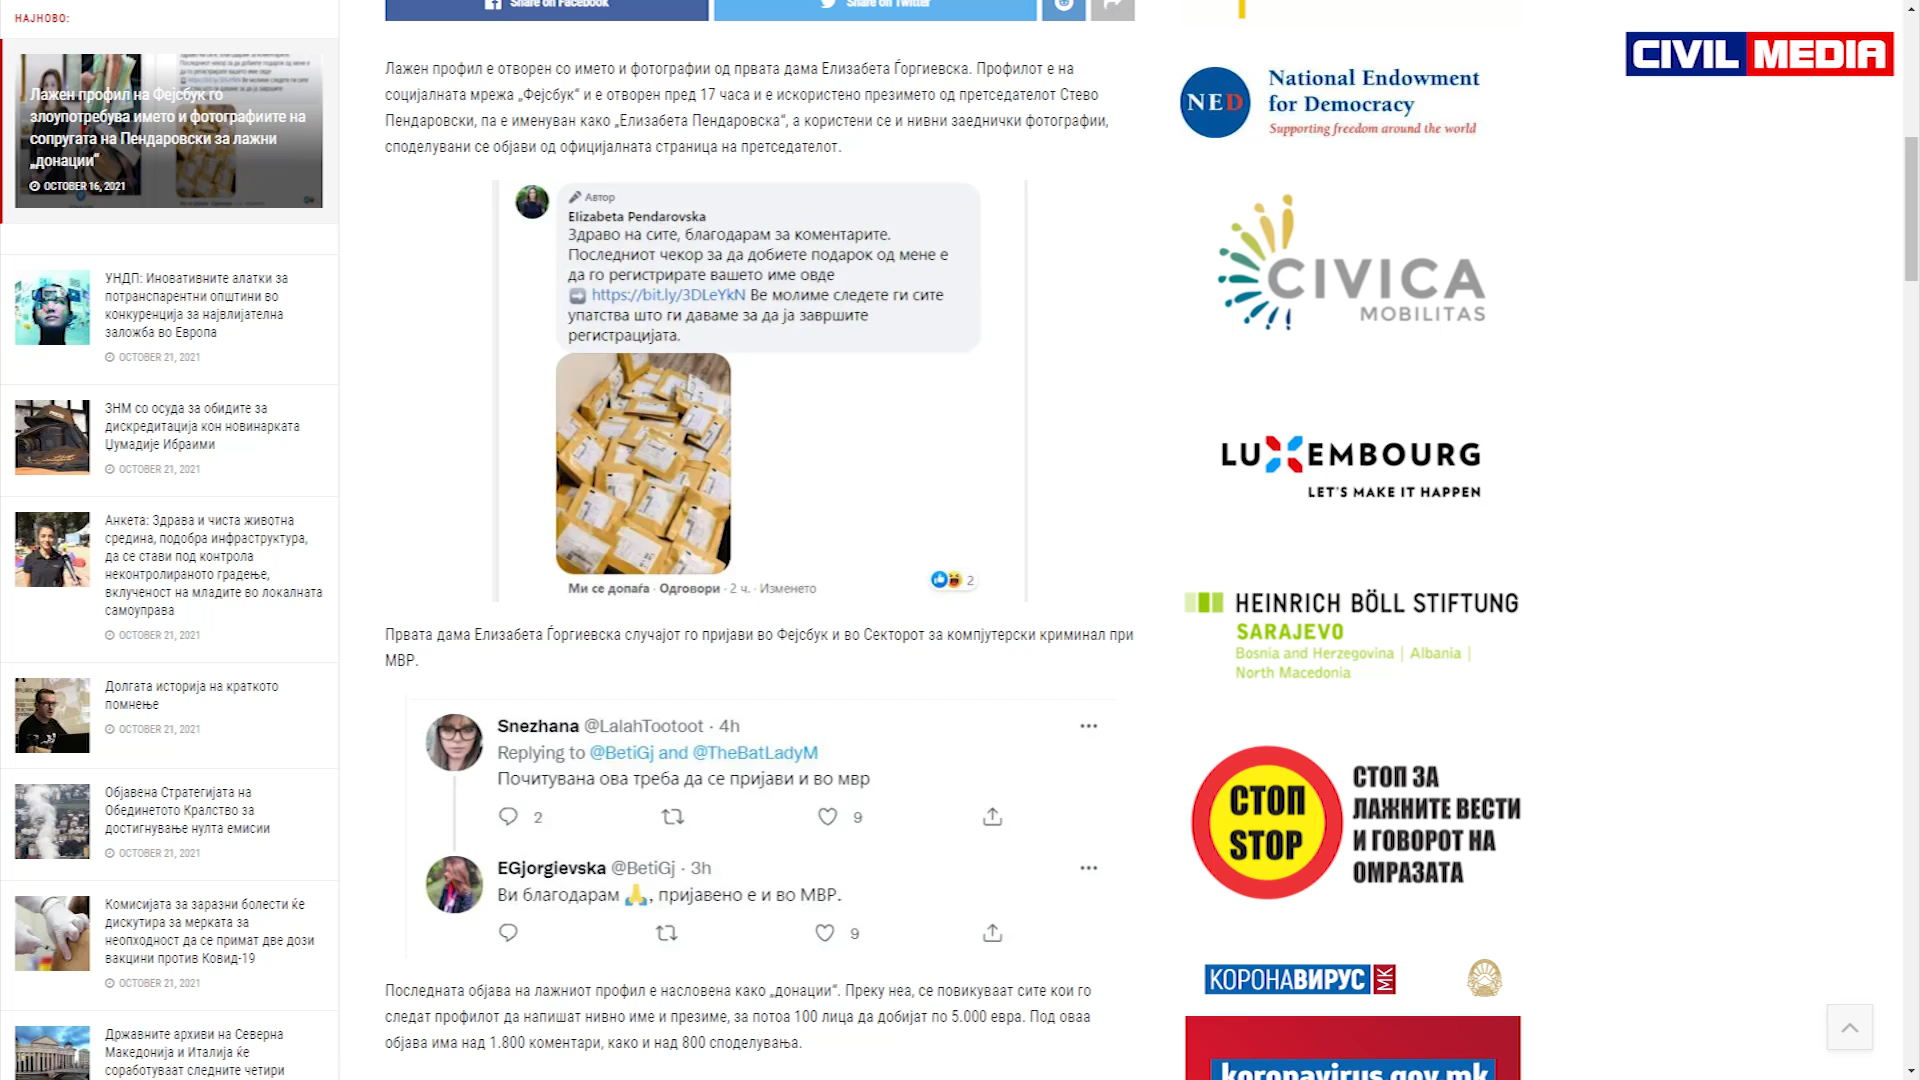 НАЈНОВО:
Лажен профил на Фејсбук го
злоупотребува името и фотографиите на
сопругата на Пендаровски за лажни
„донации“
OCTOBER 16, 2021
УНДП: Иновативните алатки за
потранспарентни општини во
конкуренција за највлијателна
заложба во Европа
OCTOBER 21, 2021
ЗНМ со осуда за обидите за
дискредитација кон новинарката
Џумадије Ибраими
OCTOBER 21, 2021
Анкета: Здрава и чиста животна
средина, подобра инфраструктура,
да се стави под контрола
неконтролираното градење,
вклученост на младите во локалната
самоуправа
OCTOBER 21, 2021
Долгата историја на краткото
помнење
OCTOBER 21, 2021
Објавена Стратегијата на
Обединетото Кралство за
достигнување нулта емисии
OCTOBER 21, 2021
Комисијата за заразни болести ќе
дискутира за мерката за
неопходност да се примат две дози
вакцини против Ковид-19
OCTOBER 21, 2021
Државните архиви на Северна
Македонија и Италија ќе
соработуваат следните четири
Share on Facebook
Share on Twitter
Лажен профил е отворен со името и фотографии од првата дама Елизабета Ѓоргиевска. Профилот е на
социјалната мрежа „Фејсбук“ и е отворен пред 17 часа и е искористено презимето од претседателот Стево
Пендаровски, па е именуван како „Елизабета Пендаровска“, а користени се и нивни заеднички фотографии,
споделувани се објави од официјалната страница на претседателот.
Автор
Elizabeta Pendarovska
Здраво на сите, благодарам за коментарите.
Последниот чекор за да добиете подарок од мене е
да го регистрирате вашето име овде
➡ https://bit.ly/3DLeYkN Ве молиме следете ги сите
упатства што ги даваме за да ја завршите
регистрацијата.
Ми се допаѓа · Одговори · 2 ч. · Изменето
2
Првата дама Елизабета Ѓоргиевска случајот го пријави во Фејсбук и во Секторот за компјутерски криминал при
МВР.
Snezhana @LalahTootoot · 4h
Replying to @BetiGj and @TheBatLadyM
Почитувана ова треба да се пријави и во мвр
2 9
EGjorgievska @BetiGj · 3h
Ви благодарам 🙏, пријавено е и во МВР.
9
Последната објава на лажниот профил е насловена како „донации“. Преку неа, се повикуваат сите кои го
следат профилот да напишат нивно име и презиме, за потоа 100 лица да добијат по 5.000 евра. Под оваа
објава има над 1.800 коментари, како и над 800 споделувања.
CIVIL MEDIA
NED
National Endowment
for Democracy
Supporting freedom around the world
CIVICA
MOBILITAS
LUXEMBOURG
LET'S MAKE IT HAPPEN
HEINRICH BÖLL STIFTUNG
SARAJEVO
Bosnia and Herzegovina | Albania |
North Macedonia
СТОП
STOP
СТОП ЗА
ЛАЖНИТЕ ВЕСТИ
И ГОВОРОТ НА
ОМРАЗАТА
КОРОНАВИРУС МК
koronavirus.gov.mk